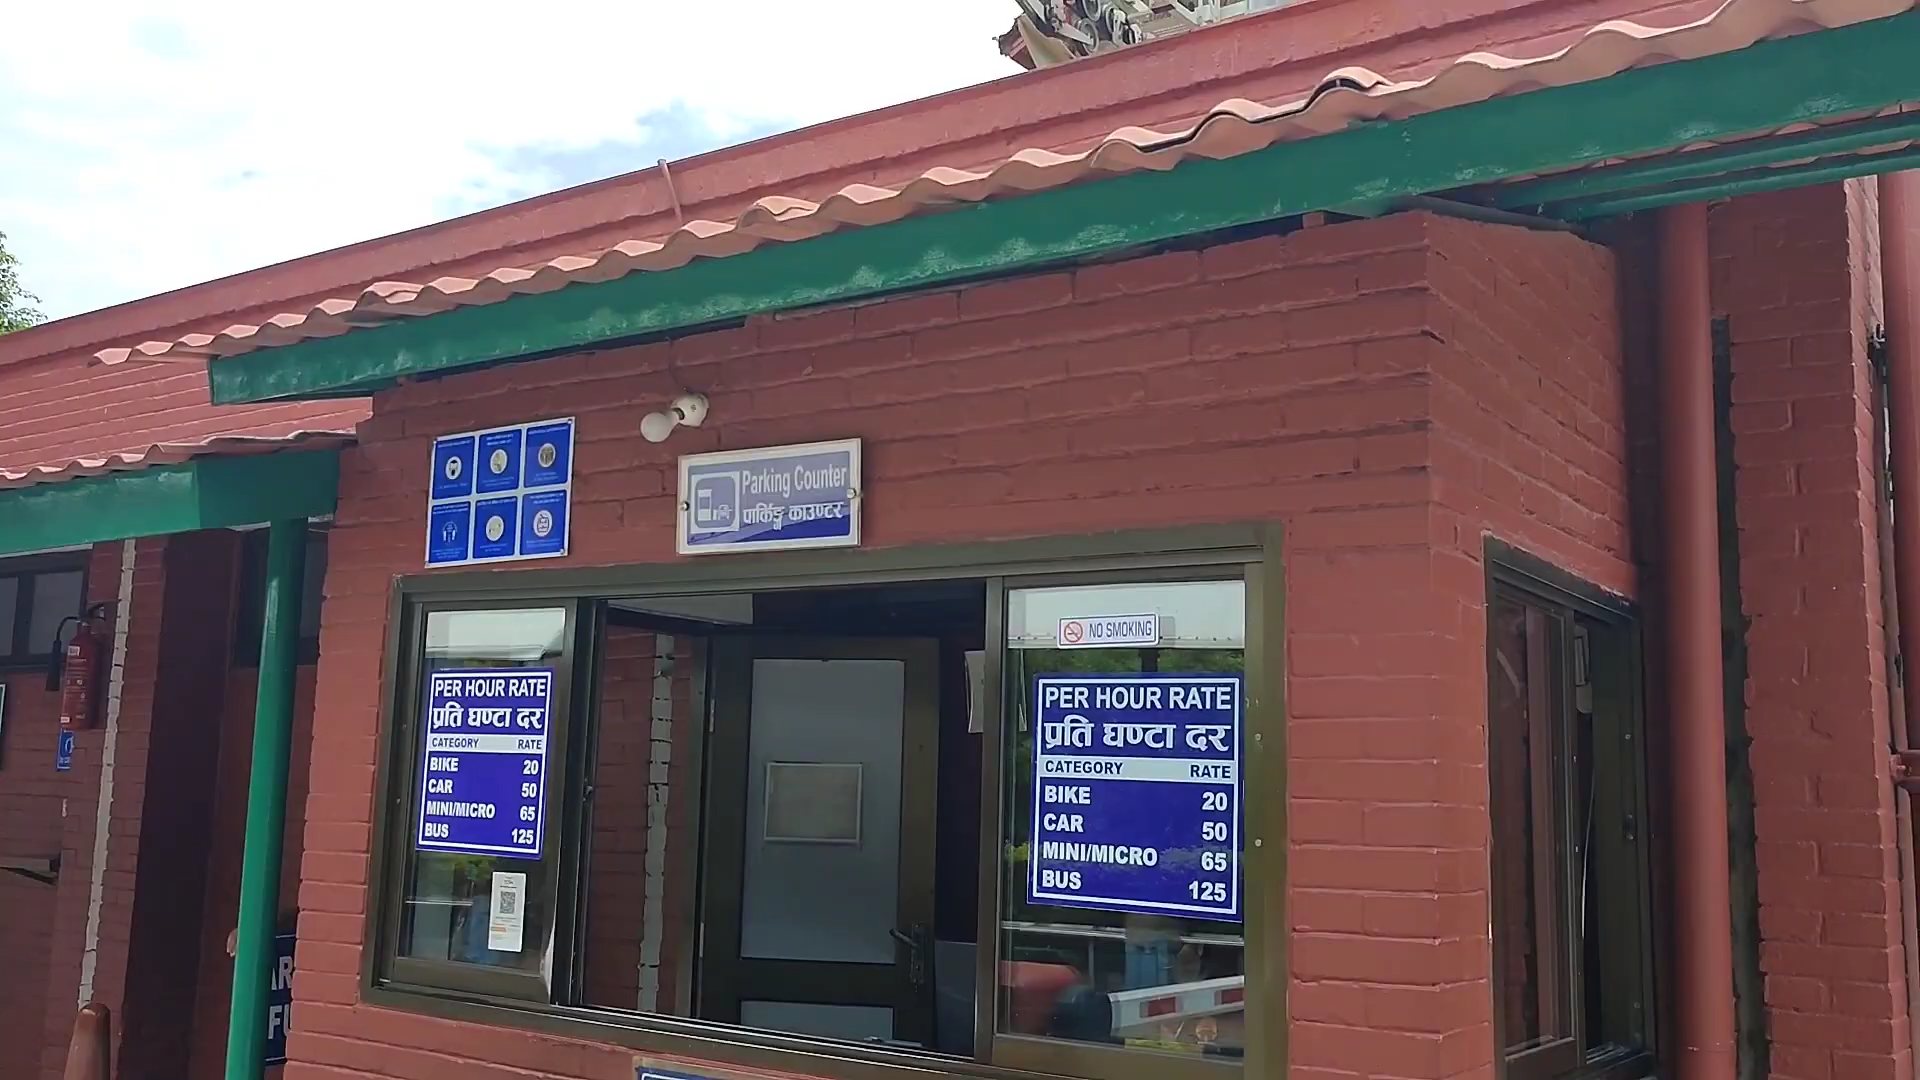 Parking Counter
पार्किङ्ग काउण्टर
NO SMOKING
PER HOUR RATE
प्रति घण्टा दर
CATEGORY RATE
BIKE 20
CAR 50
MINI/MICRO 65
BUS 125
PER HOUR RATE
प्रति घण्टा दर
CATEGORY RATE
BIKE 20
CAR 50
MINI/MICRO 65
BUS 125